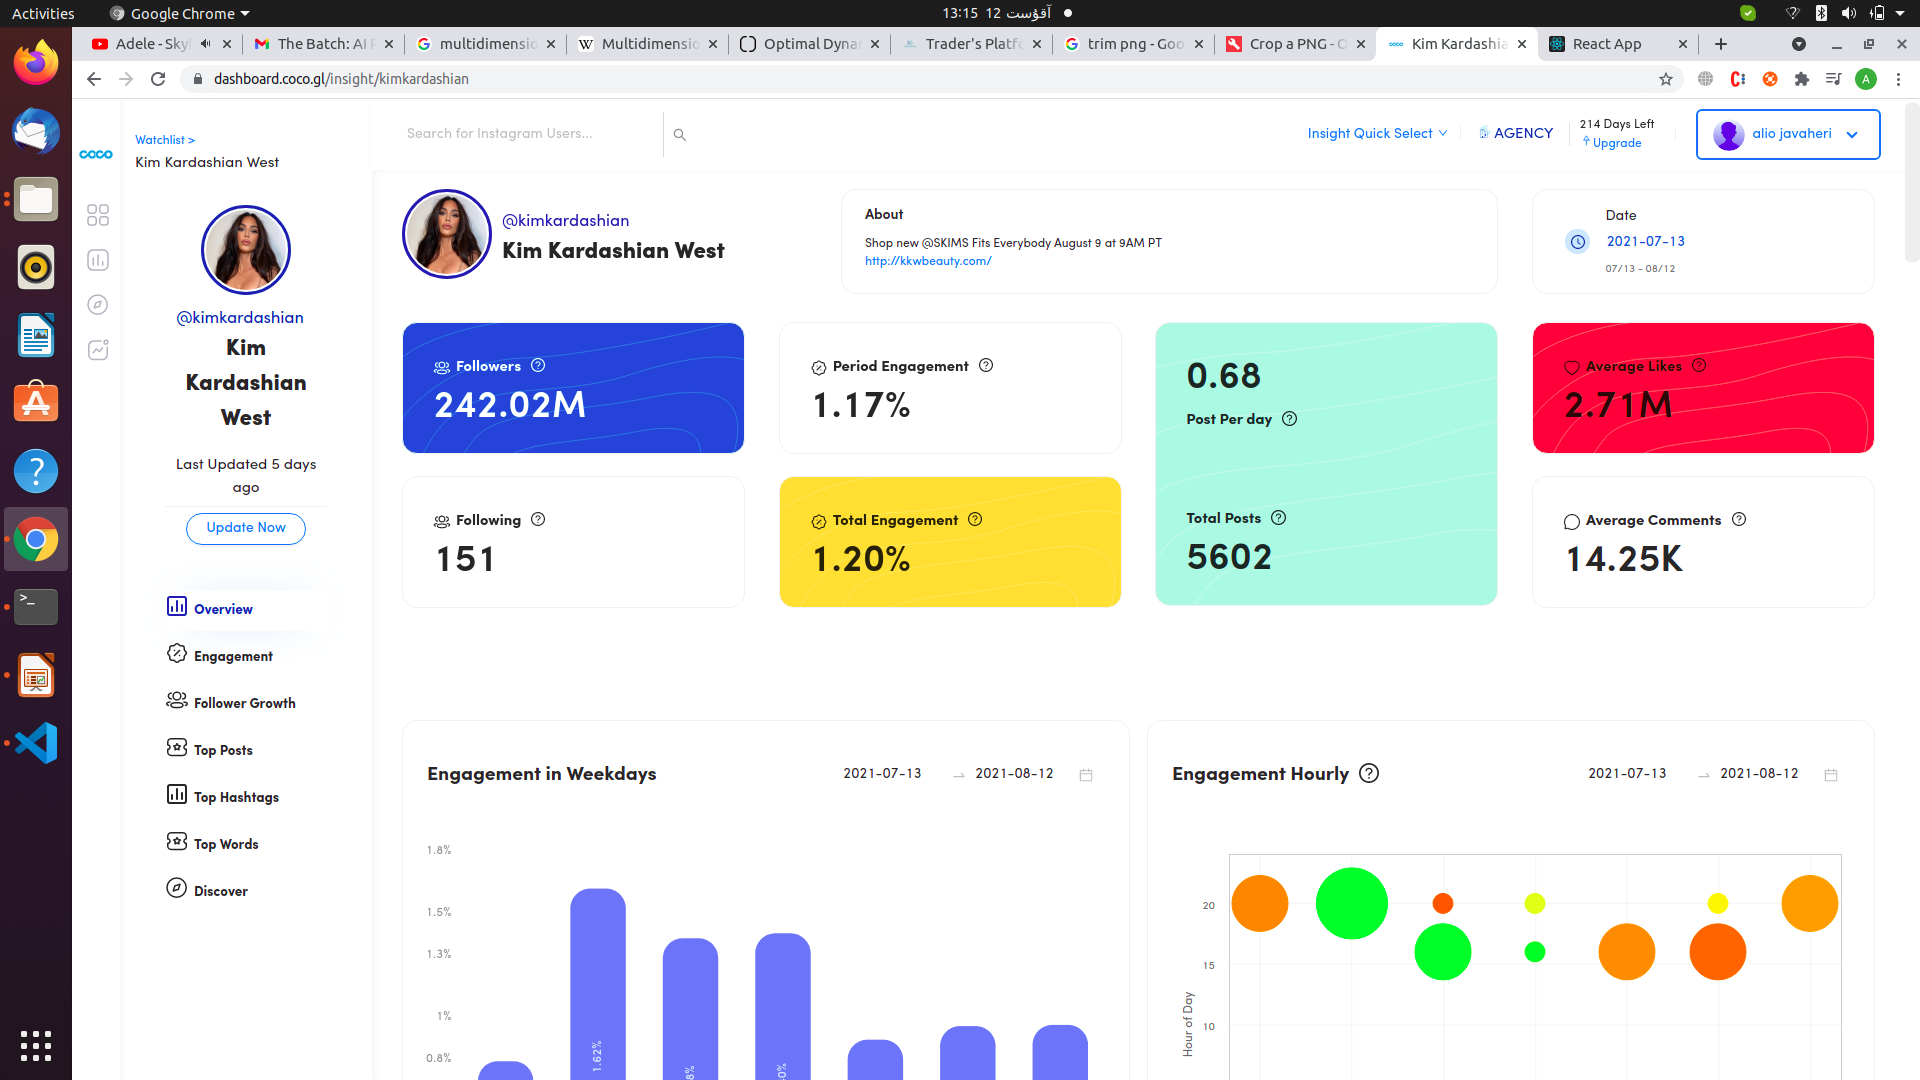 Activities
Google Chrome
آقۇست 12  13:15
Adele - Sky
The Batch: AI
multidimensio
Multidimensio
Optimal Dyna
Trader's Platfo
trim png - Goo
Crop a PNG - O
Kim Kardashia
React App
dashboard.coco.gl/insight/kimkardashian
A
coco
Watchlist >
Kim Kardashian West
Search for Instagram Users...
Insight Quick Select
AGENCY
214 Days Left
Upgrade
alio javaheri
@kimkardashian
Kim
Kardashian
West
Last Updated 5 days
ago
Update Now
Overview
Engagement
Follower Growth
Top Posts
Top Hashtags
Top Words
Discover
@kimkardashian
Kim Kardashian West
About
Shop new @SKIMS Fits Everybody August 9 at 9AM PT
http://kkwbeauty.com/
Date
2021-07-13
07/13 - 08/12
Followers
242.02M
Period Engagement
1.17%
0.68
Post Per day
Average Likes
2.71M
Following
151
Total Engagement
1.20%
Total Posts
5602
Average Comments
14.25K
Engagement in Weekdays
2021-07-13
2021-08-12
1.8%
1.5%
1.3%
1%
0.8%
1.62%
Engagement Hourly
2021-07-13
2021-08-12
20
15
10
Hour of Day